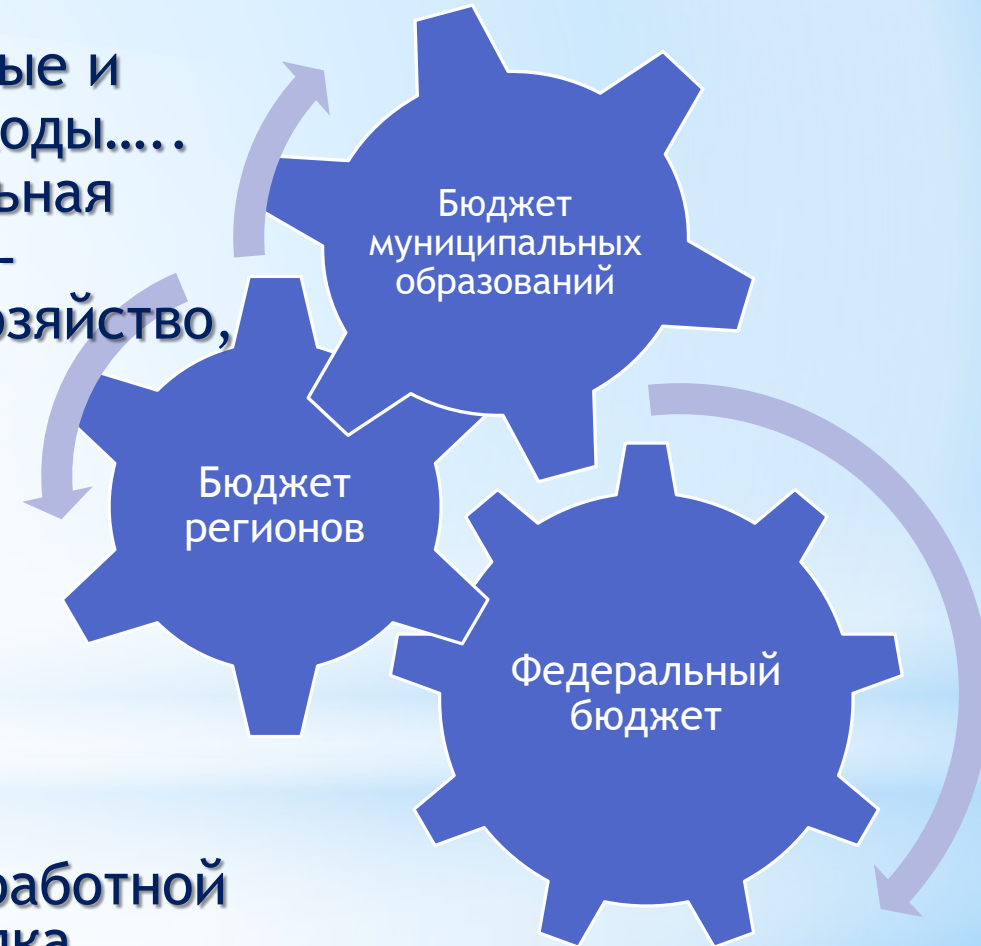 ые и
оды.....
ьная
–
озяйство,
Бюджет
муниципальных
образований
Бюджет
регионов
Федеральный
бюджет
работной